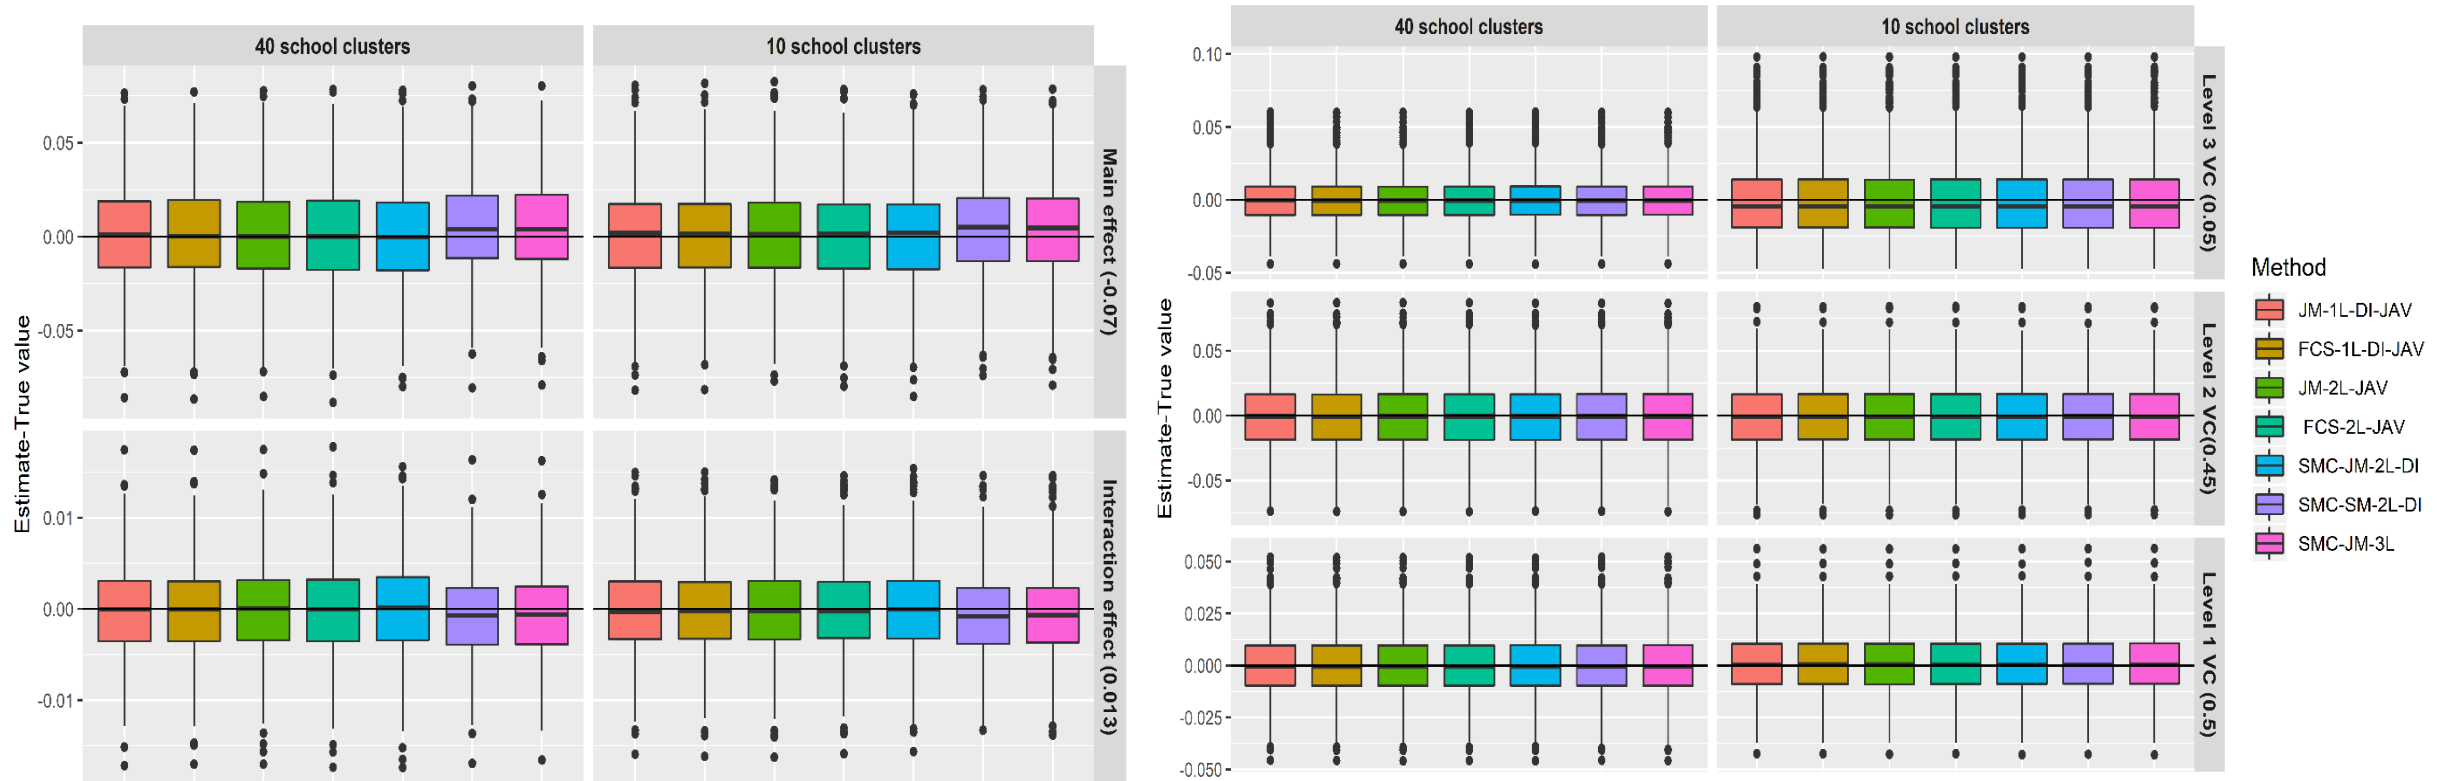 40 school clusters
10 school clusters
Estimate-True value
0.05
0.00
-0.05
Main effect (-0.07)
0.01
0.00
-0.01
Interaction effect (0.013)
40 school clusters
10 school clusters
Estimate-True value
0.10
0.05
0.00
-0.05
Level 3 VC (0.05)
0.05
0.00
-0.05
Level 2 VC(0.45)
0.050
0.025
0.000
-0.025
-0.050
Level 1 VC (0.5)
Method
JM-1L-DI-JAV
FCS-1L-DI-JAV
JM-2L-JAV
FCS-2L-JAV
SMC-JM-2L-DI
SMC-SM-2L-DI
SMC-JM-3L